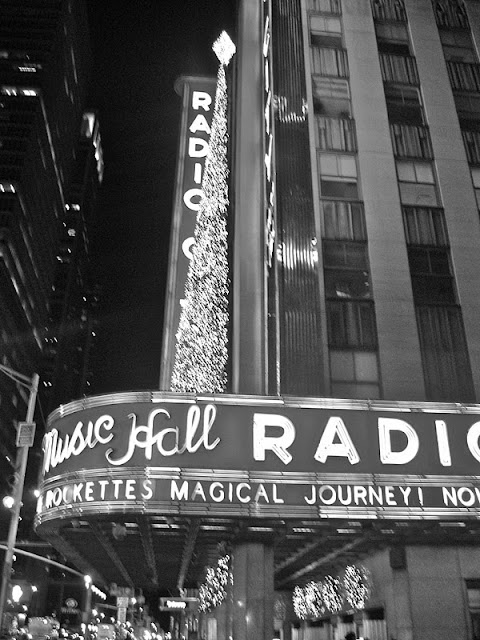 RADIO C
Music Hall RADIO
ROCKETTES MAGICAL JOURNEY! NOW